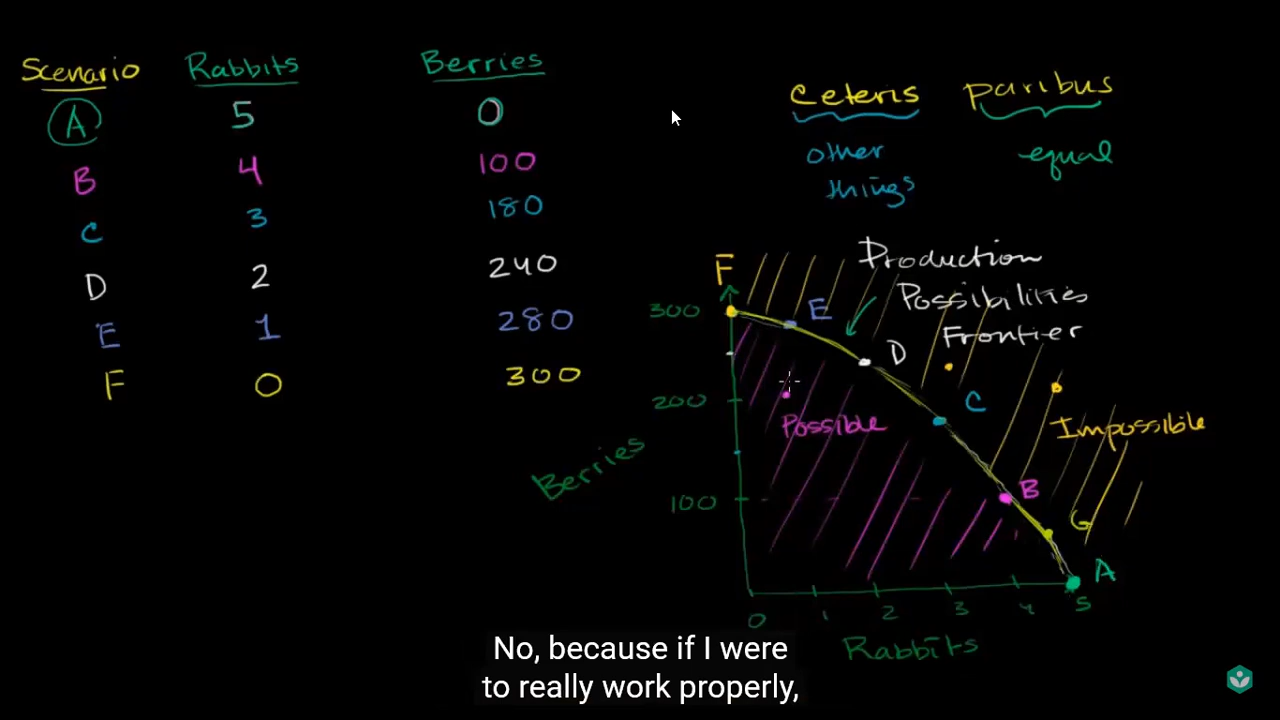 Scenario Rabbits Berries
A 5 0
B 4 100
C 3 180
D 2 240
E 1 280
F 0 300
Ceteris paribus
other equal
things
Production
Possibilities
Frontier
F
300 E
D
200 C
Possible Impossible
Berries
100 B
G
A
0 1 2 3 4 5
Rabbits
No, because if I were
to really work properly,